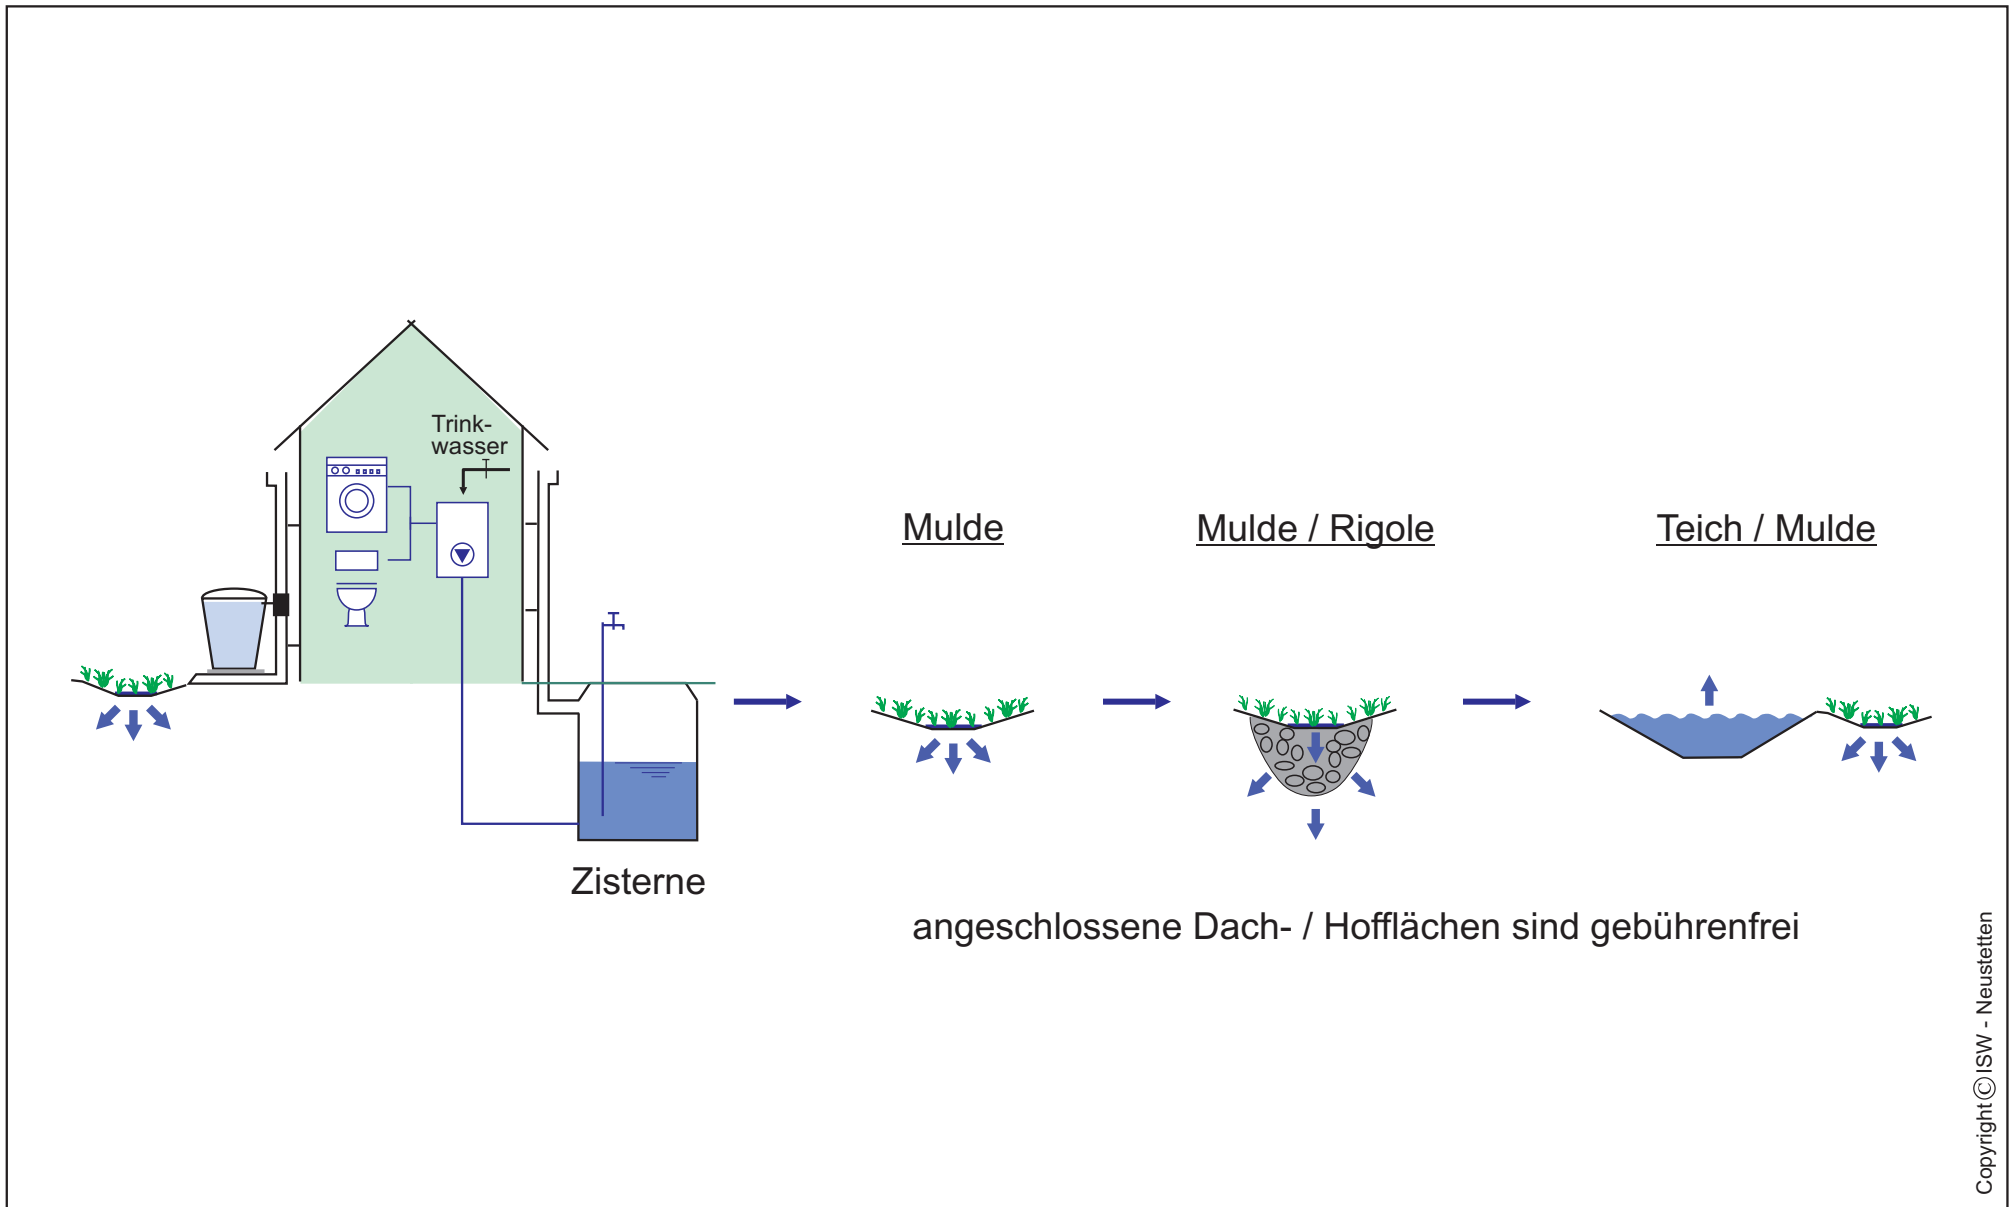 Trink-
wasser
Mulde
Mulde / Rigole
Teich / Mulde
Zisterne
angeschlossene Dach- / Hofflächen sind gebührenfrei
Copyright © ISW - Neustetten